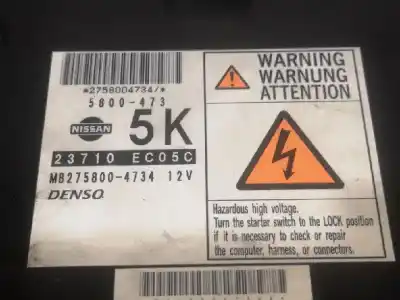 *2758004734/*
5800-473
NISSAN
5K
23710 EC05C
MB275800-4734 12V
DENSO
WARNING
WARNUNG
ATTENTION
Hazardous high voltage.
Turn the starter switch to the LOCK position
if it is necessary to check or repair
the computer, harness, or connectors.